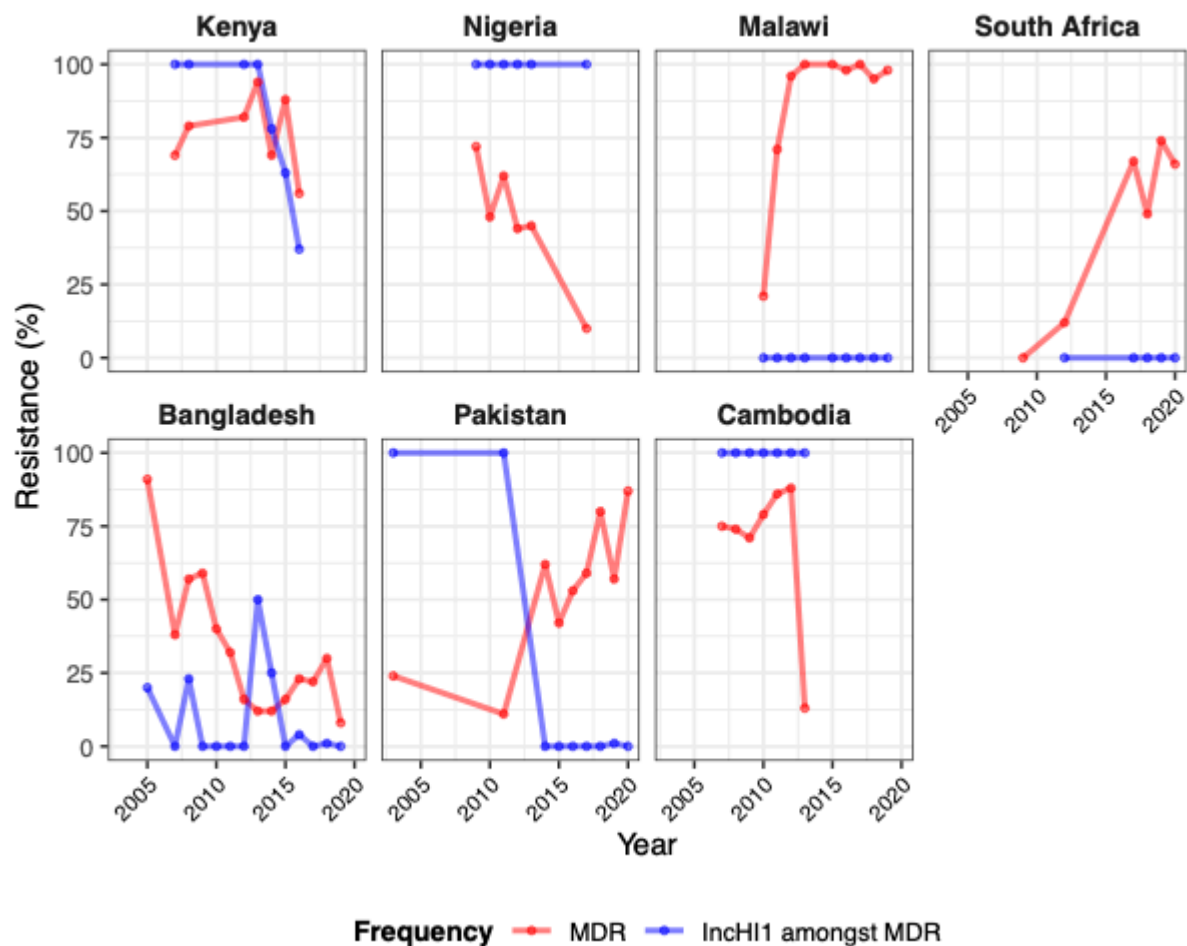 Kenya Nigeria Malawi South Africa
100
75
50
25
0
2005 2010 2015 2020
Bangladesh Pakistan Cambodia
100
75
50
25
0
2005 2010 2015 2020 2005 2010 2015 2020 2005 2010 2015 2020
Resistance (%)
Year
Frequency MDR IncHI1 amongst MDR